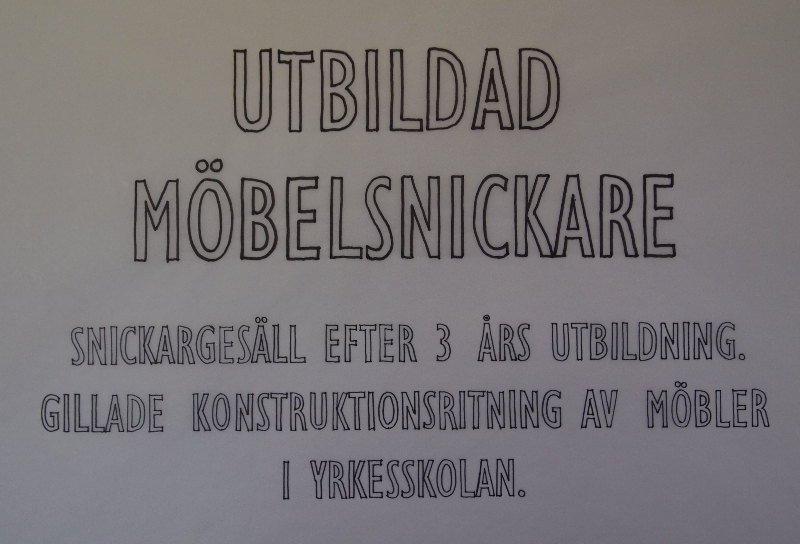 UTBILDAD
MÖBELSNICKARE
SNICKARGESÄLL EFTER 3 ÅRS UTBILDNING.
GILLADE KONSTRUKTIONSRITNING AV MÖBLER
I YRKESSKOLAN.